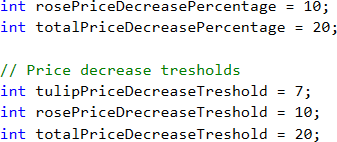 int rosePriceDecreasePercentage = 10;
int totalPriceDecreasePercentage = 20;
// Price decrease tresholds
int tulipPriceDecreaseTreshold = 7;
int rosePriceDrecreaseTreshold = 10;
int totalPriceDecreaseTreshold = 20;